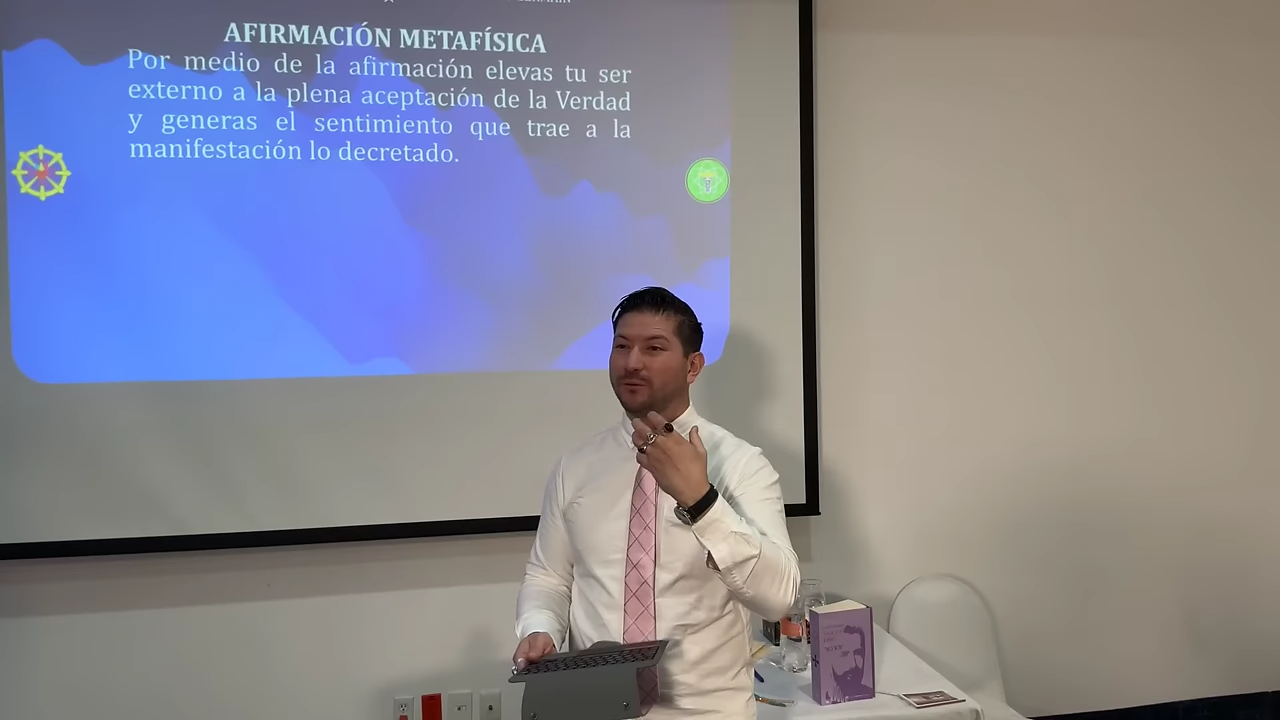 AFIRMACIÓN METAFÍSICA
Por medio de la afirmación elevas tu ser
externo a la plena aceptación de la Verdad
y generas el sentimiento que trae a la
manifestación lo decretado.